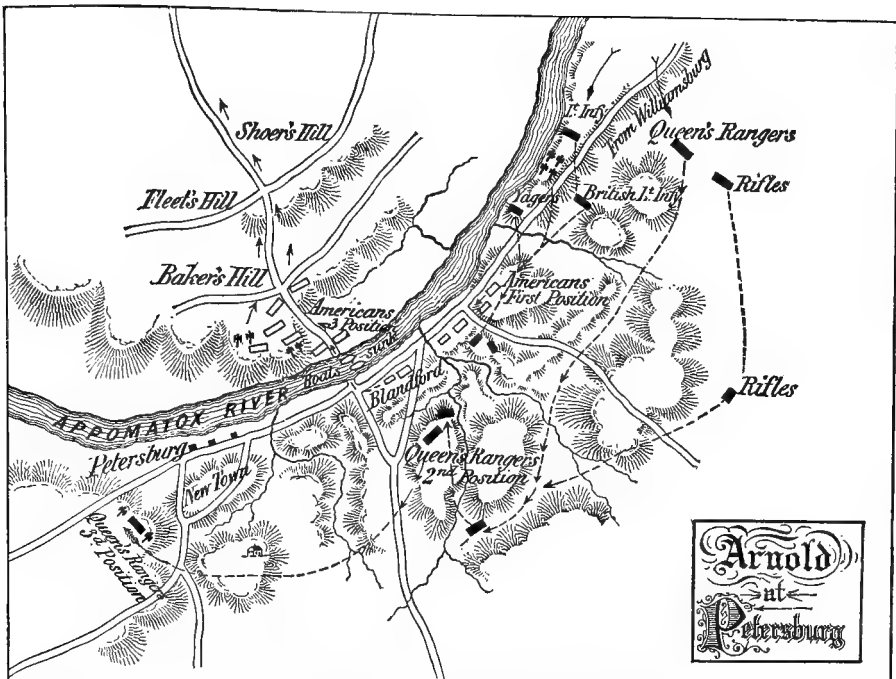 Shoer's Hill
Fleet's Hill
Baker's Hill
Americans
3 Position
Lt. Infy
From Williamsburg
Queen's Rangers
Rifles
Yagers
British Lt. Infy
Americans
First Position
Boats sunk
Blandford
APPOMATOX RIVER
Petersburg
New Town
Queen's Rangers
2nd Position
Rifles
Queen's Rangers
3d. Position
Arnold
at
Petersburg